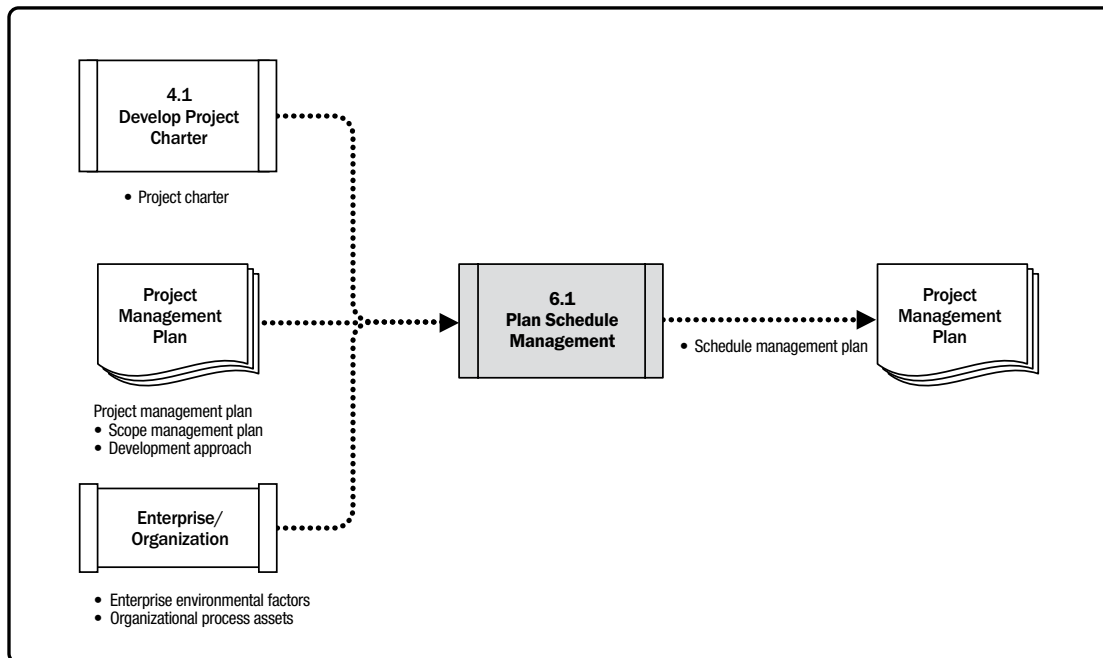 4.1
Develop Project
Charter
• Project charter
Project
Management
Plan
Project management plan
• Scope management plan
• Development approach
Enterprise/
Organization
• Enterprise environmental factors
• Organizational process assets
6.1
Plan Schedule
Management
• Schedule management plan
Project
Management
Plan